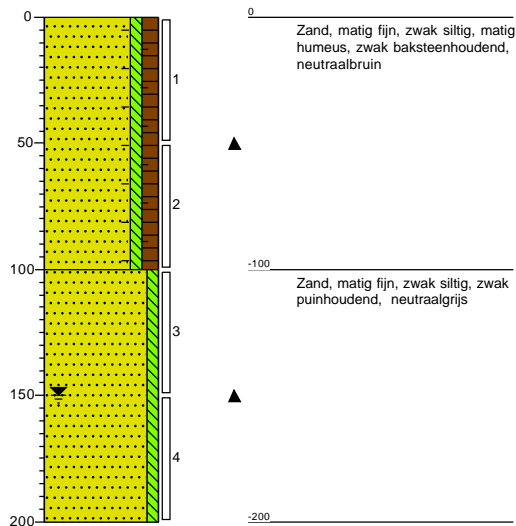 0
0
Zand, matig fijn, zwak siltig, matig
humeus, zwak baksteenhoudend,
neutraalbruin
1
50
2
100
-100
Zand, matig fijn, zwak siltig, zwak
puinhoudend, neutraalgrijs
3
150
4
200
-200